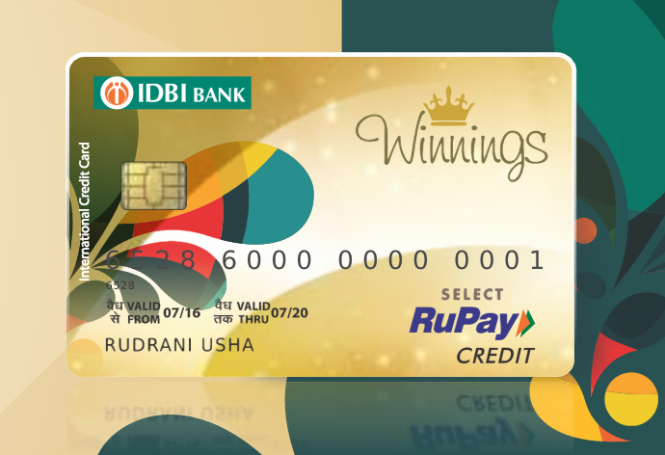 IDBI BANK
Winnings
International Credit Card
6528 6000 0000 0001
6528
वैध VALID 07/16 वैध VALID 07/20
से FROM तक THRU
RUDRANI USHA
SELECT
RuPay
CREDIT